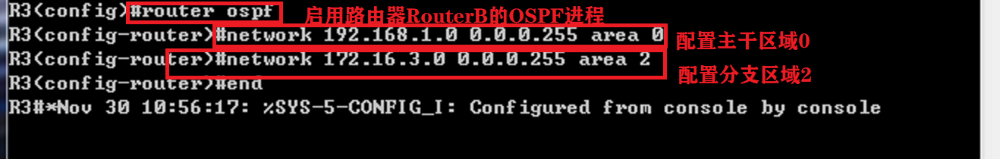 R3(config)#router ospf 启用路由器RouterB的OSPF进程
R3(config-router)#network 192.168.1.0 0.0.0.255 area 0 配置主干区域0
R3(config-router)#network 172.16.3.0 0.0.0.255 area 2
配置分支区域2
R3(config-router)#end
R3#*Nov 30 10:56:17: %SYS-5-CONFIG_I: Configured from console by console